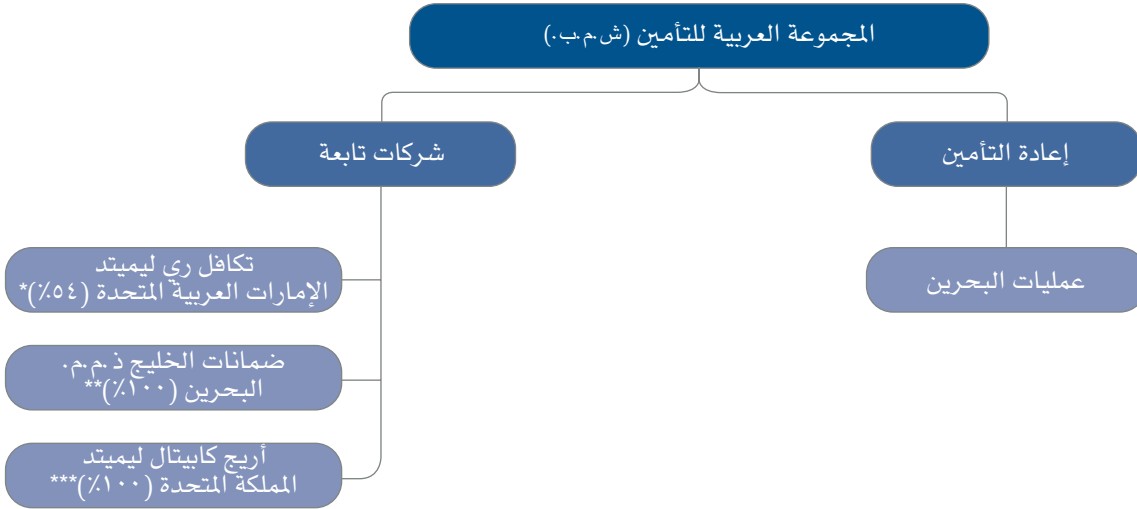 المجموعة العربية للتأمين (ش.م.ب.)
إعادة التأمين
شركات تابعة
عمليات البحرين
تكافل ري ليميتد
الإمارات العربية المتحدة (٥٤٪)*
ضمانات الخليج ذ.م.م.
البحرين (١٠٠٪)**
أريج كابيتال ليميتد
المملكة المتحدة (١٠٠٪)***